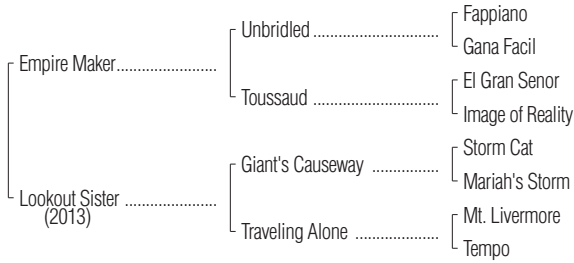 Fappiano
Unbridled
Gana Facil
Empire Maker
El Gran Senor
Toussaud
Image of Reality
Storm Cat
Giant's Causeway
Mariah's Storm
Lookout Sister
(2013)
Mt. Livermore
Traveling Alone
Tempo